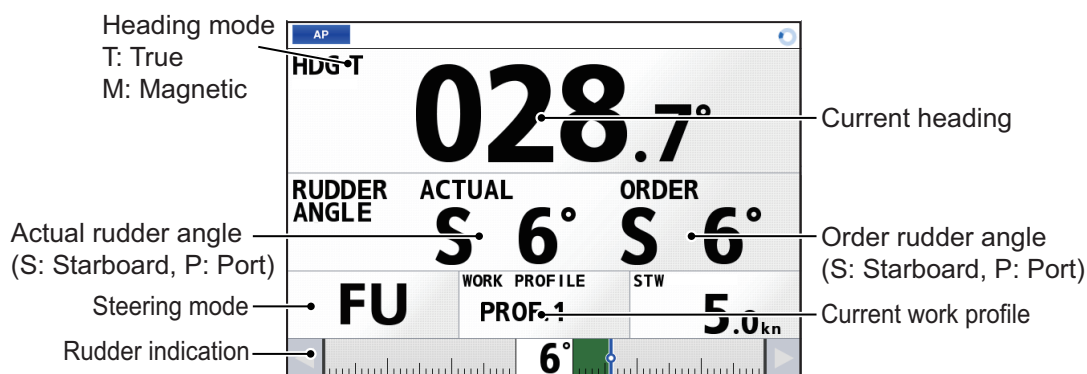 Heading mode
T: True
M: Magnetic
AP
HDG T
028.7°
Current heading
RUDDER ANGLE
ACTUAL
S 6°
ORDER
S 6°
Actual rudder angle
(S: Starboard, P: Port)
Order rudder angle
(S: Starboard, P: Port)
Steering mode
FU
WORK PROFILE
PROF.1
STW
5.0kn
Current work profile
Rudder indication
6°